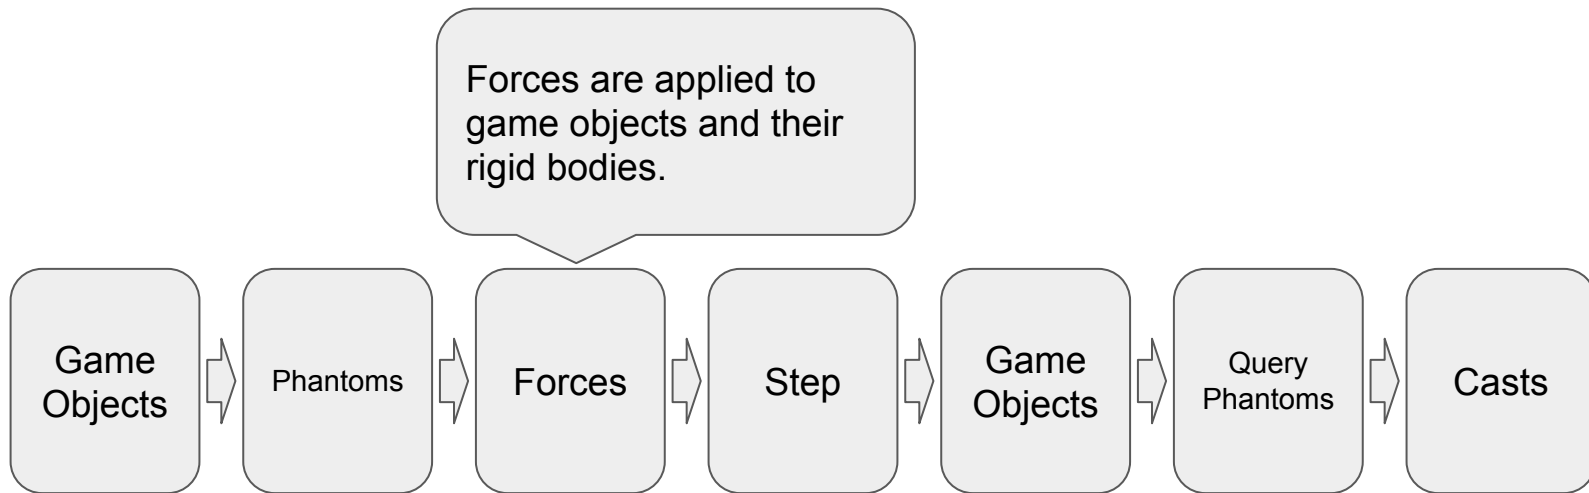 Forces are applied to
game objects and their
rigid bodies.
Game
Objects
Phantoms
Forces
Step
Game
Objects
Query
Phantoms
Casts